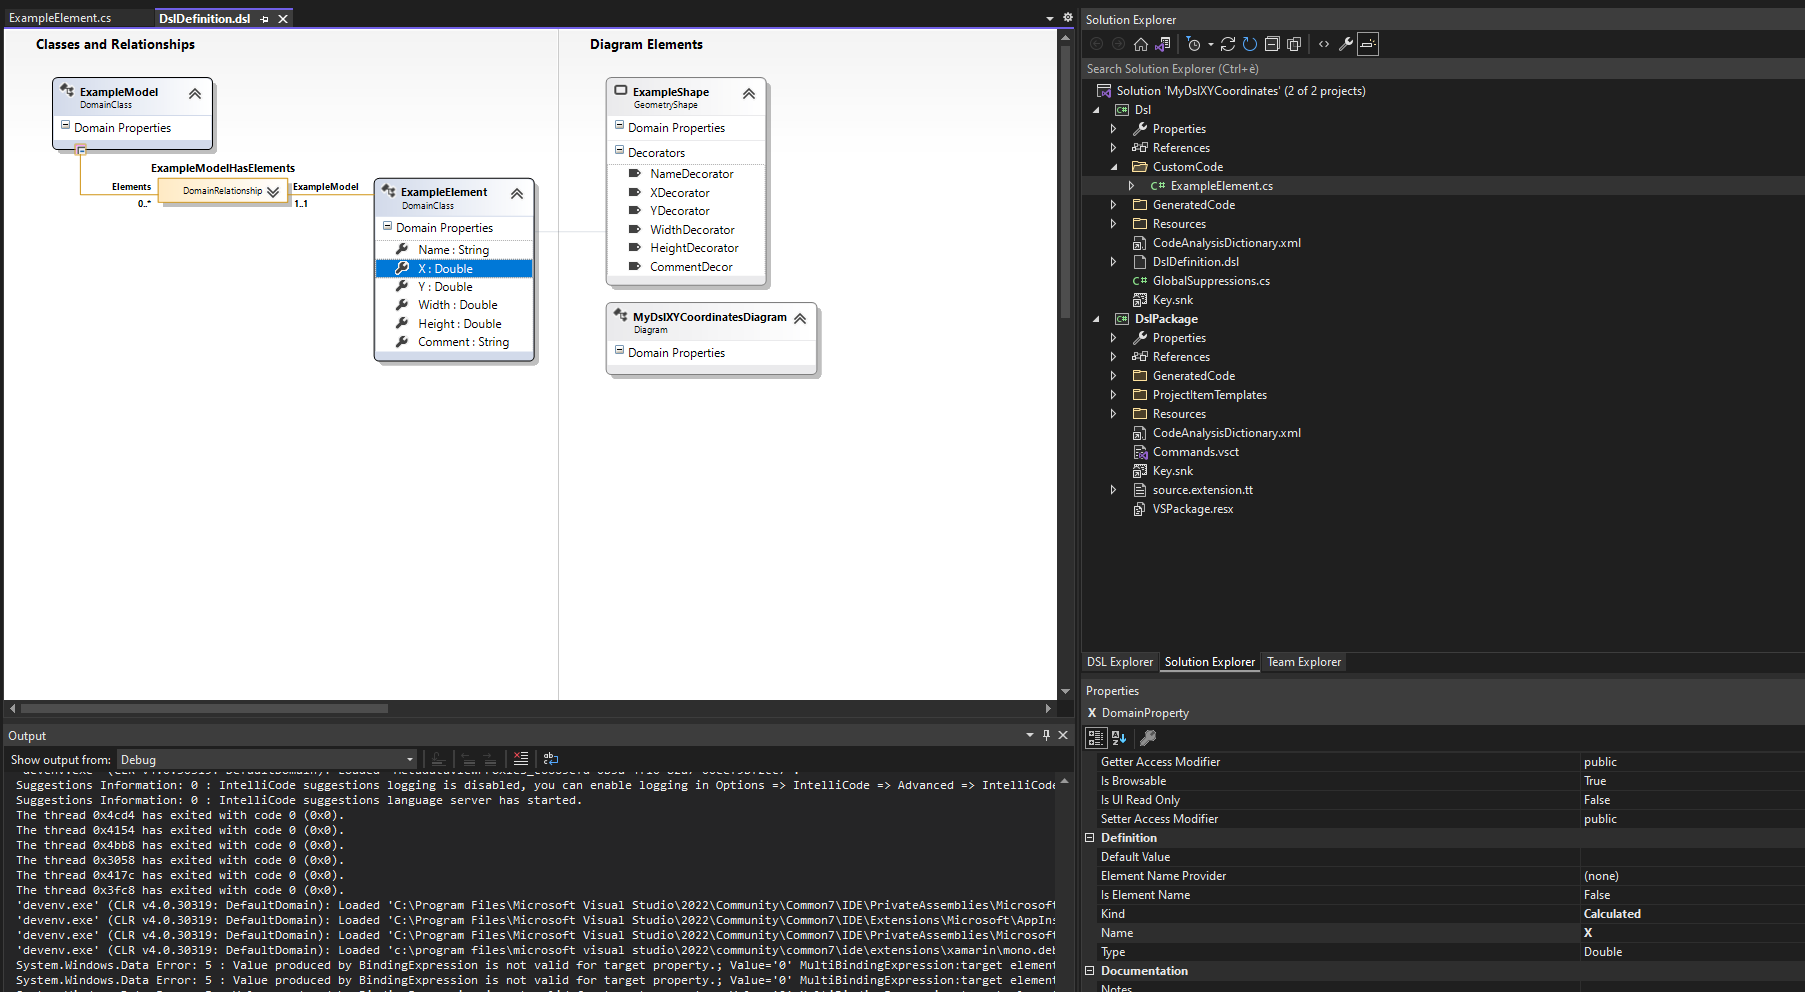 ExampleElement.cs
DslDefinition.dsl
Classes and Relationships
Diagram Elements
ExampleModel
DomainClass
Domain Properties
ExampleModelHasElements
Elements
DomainRelationship
ExampleModel
0..*
1..1
ExampleElement
DomainClass
Domain Properties
Name : String
X : Double
Y : Double
Width : Double
Height : Double
Comment : String
ExampleShape
GeometryShape
Domain Properties
Decorators
NameDecorator
XDecorator
YDecorator
WidthDecorator
HeightDecorator
CommentDecor
MyDslXYCoordinatesDiagram
Diagram
Domain Properties
Output
Show output from: Debug
Suggestions Information: 0 : IntelliCode suggestions logging is disabled, you can enable logging in Options => IntelliCode => Advanced => IntelliCode
Suggestions Information: 0 : IntelliCode suggestions language server has started.
The thread 0x4cd4 has exited with code 0 (0x0).
The thread 0x4154 has exited with code 0 (0x0).
The thread 0x4bb8 has exited with code 0 (0x0).
The thread 0x3058 has exited with code 0 (0x0).
The thread 0x417c has exited with code 0 (0x0).
The thread 0x3fc8 has exited with code 0 (0x0).
'devenv.exe' (CLR v4.0.30319: DefaultDomain): Loaded 'C:\Program Files\Microsoft Visual Studio\2022\Community\Common7\IDE\PrivateAssemblies\Microsoft
'devenv.exe' (CLR v4.0.30319: DefaultDomain): Loaded 'C:\Program Files\Microsoft Visual Studio\2022\Community\Common7\IDE\Extensions\Microsoft\AppIns
'devenv.exe' (CLR v4.0.30319: DefaultDomain): Loaded 'C:\Program Files\Microsoft Visual Studio\2022\Community\Common7\IDE\PrivateAssemblies\Microsoft
'devenv.exe' (CLR v4.0.30319: DefaultDomain): Loaded 'c:\program files\microsoft visual studio\2022\community\common7\ide\extensions\xamarin\mono.deb
System.Windows.Data Error: 5 : Value produced by BindingExpression is not valid for target property.; Value='0' MultiBindingExpression:target element
System.Windows.Data Error: 5 : Value produced by BindingExpression is not valid for target property.; Value='0' MultiBindingExpression:target element
Solution Explorer
Search Solution Explorer (Ctrl+è)
Solution 'MyDslXYCoordinates' (2 of 2 projects)
Dsl
Properties
References
CustomCode
C# ExampleElement.cs
GeneratedCode
Resources
CodeAnalysisDictionary.xml
DslDefinition.dsl
C# GlobalSuppressions.cs
Key.snk
DslPackage
Properties
References
GeneratedCode
ProjectItemTemplates
Resources
CodeAnalysisDictionary.xml
Commands.vsct
Key.snk
source.extension.tt
VSPackage.resx
DSL Explorer
Solution Explorer
Team Explorer
Properties
X DomainProperty
Getter Access Modifier public
Is Browsable True
Is UI Read Only False
Setter Access Modifier public
Definition
Default Value
Element Name Provider (none)
Is Element Name False
Kind Calculated
Name X
Type Double
Documentation
Notes